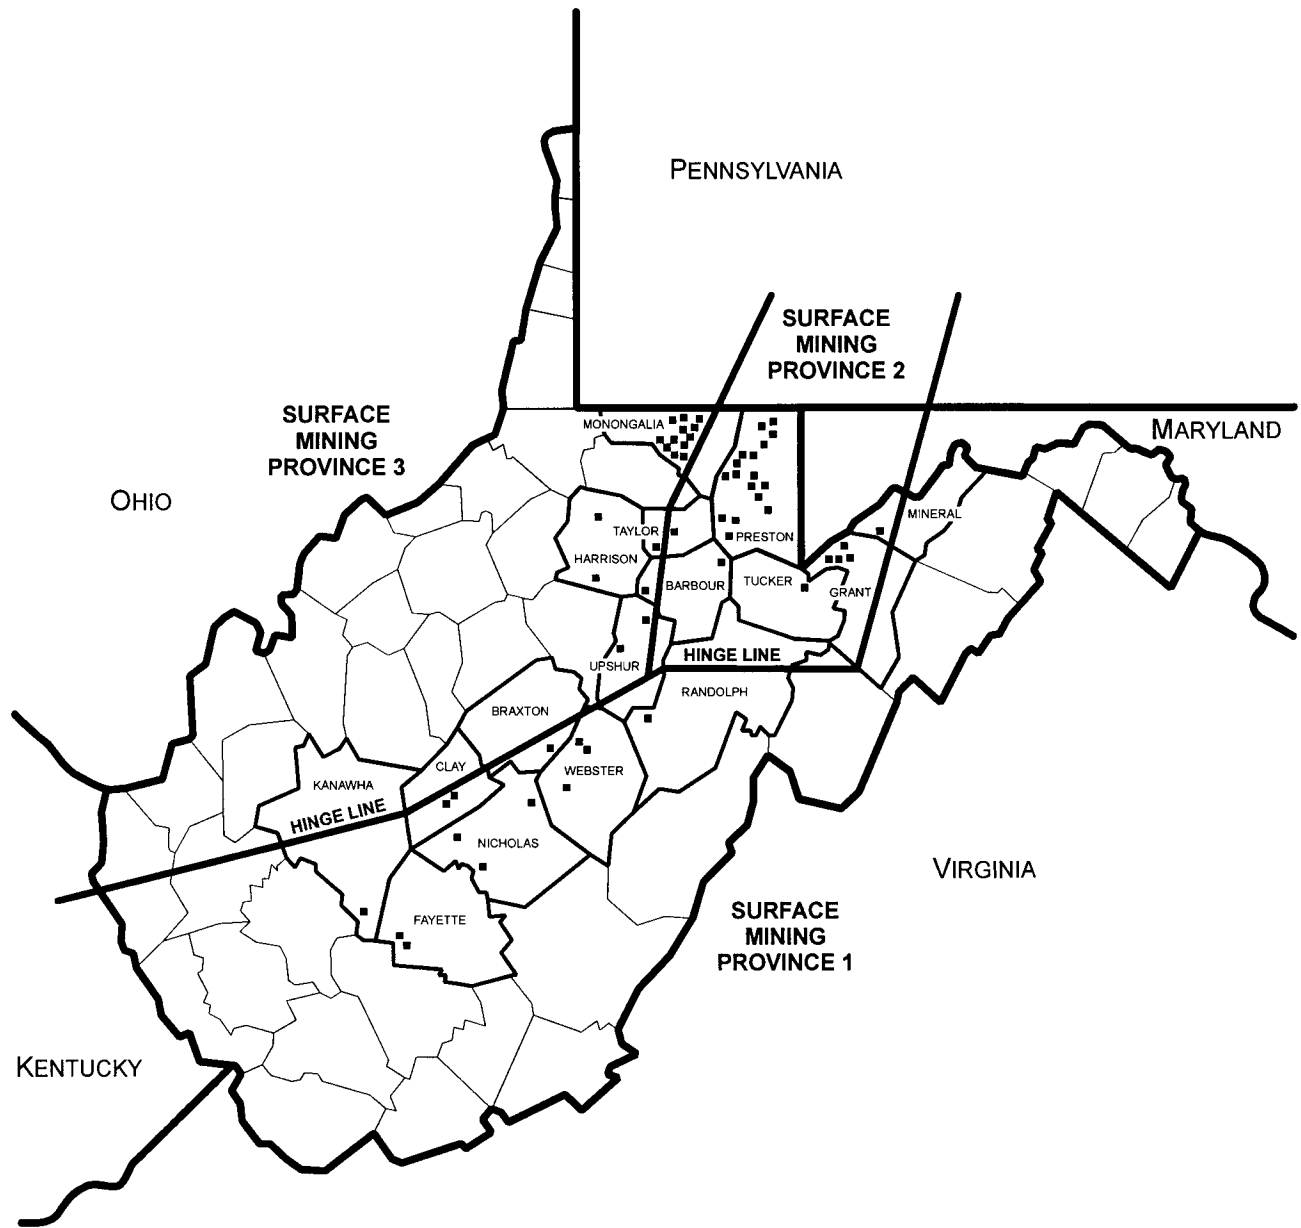 PENNSYLVANIA
SURFACE
MINING
PROVINCE 2
SURFACE
MINING
PROVINCE 3
MONONGALIA
MARYLAND
OHIO
MINERAL
TAYLOR
PRESTON
HARRISON
BARBOUR
TUCKER
GRANT
HINGE LINE
UPSHUR
RANDOLPH
BRAXTON
CLAY
WEBSTER
KANAWHA
HINGE LINE
NICHOLAS
VIRGINIA
FAYETTE
SURFACE
MINING
PROVINCE 1
KENTUCKY